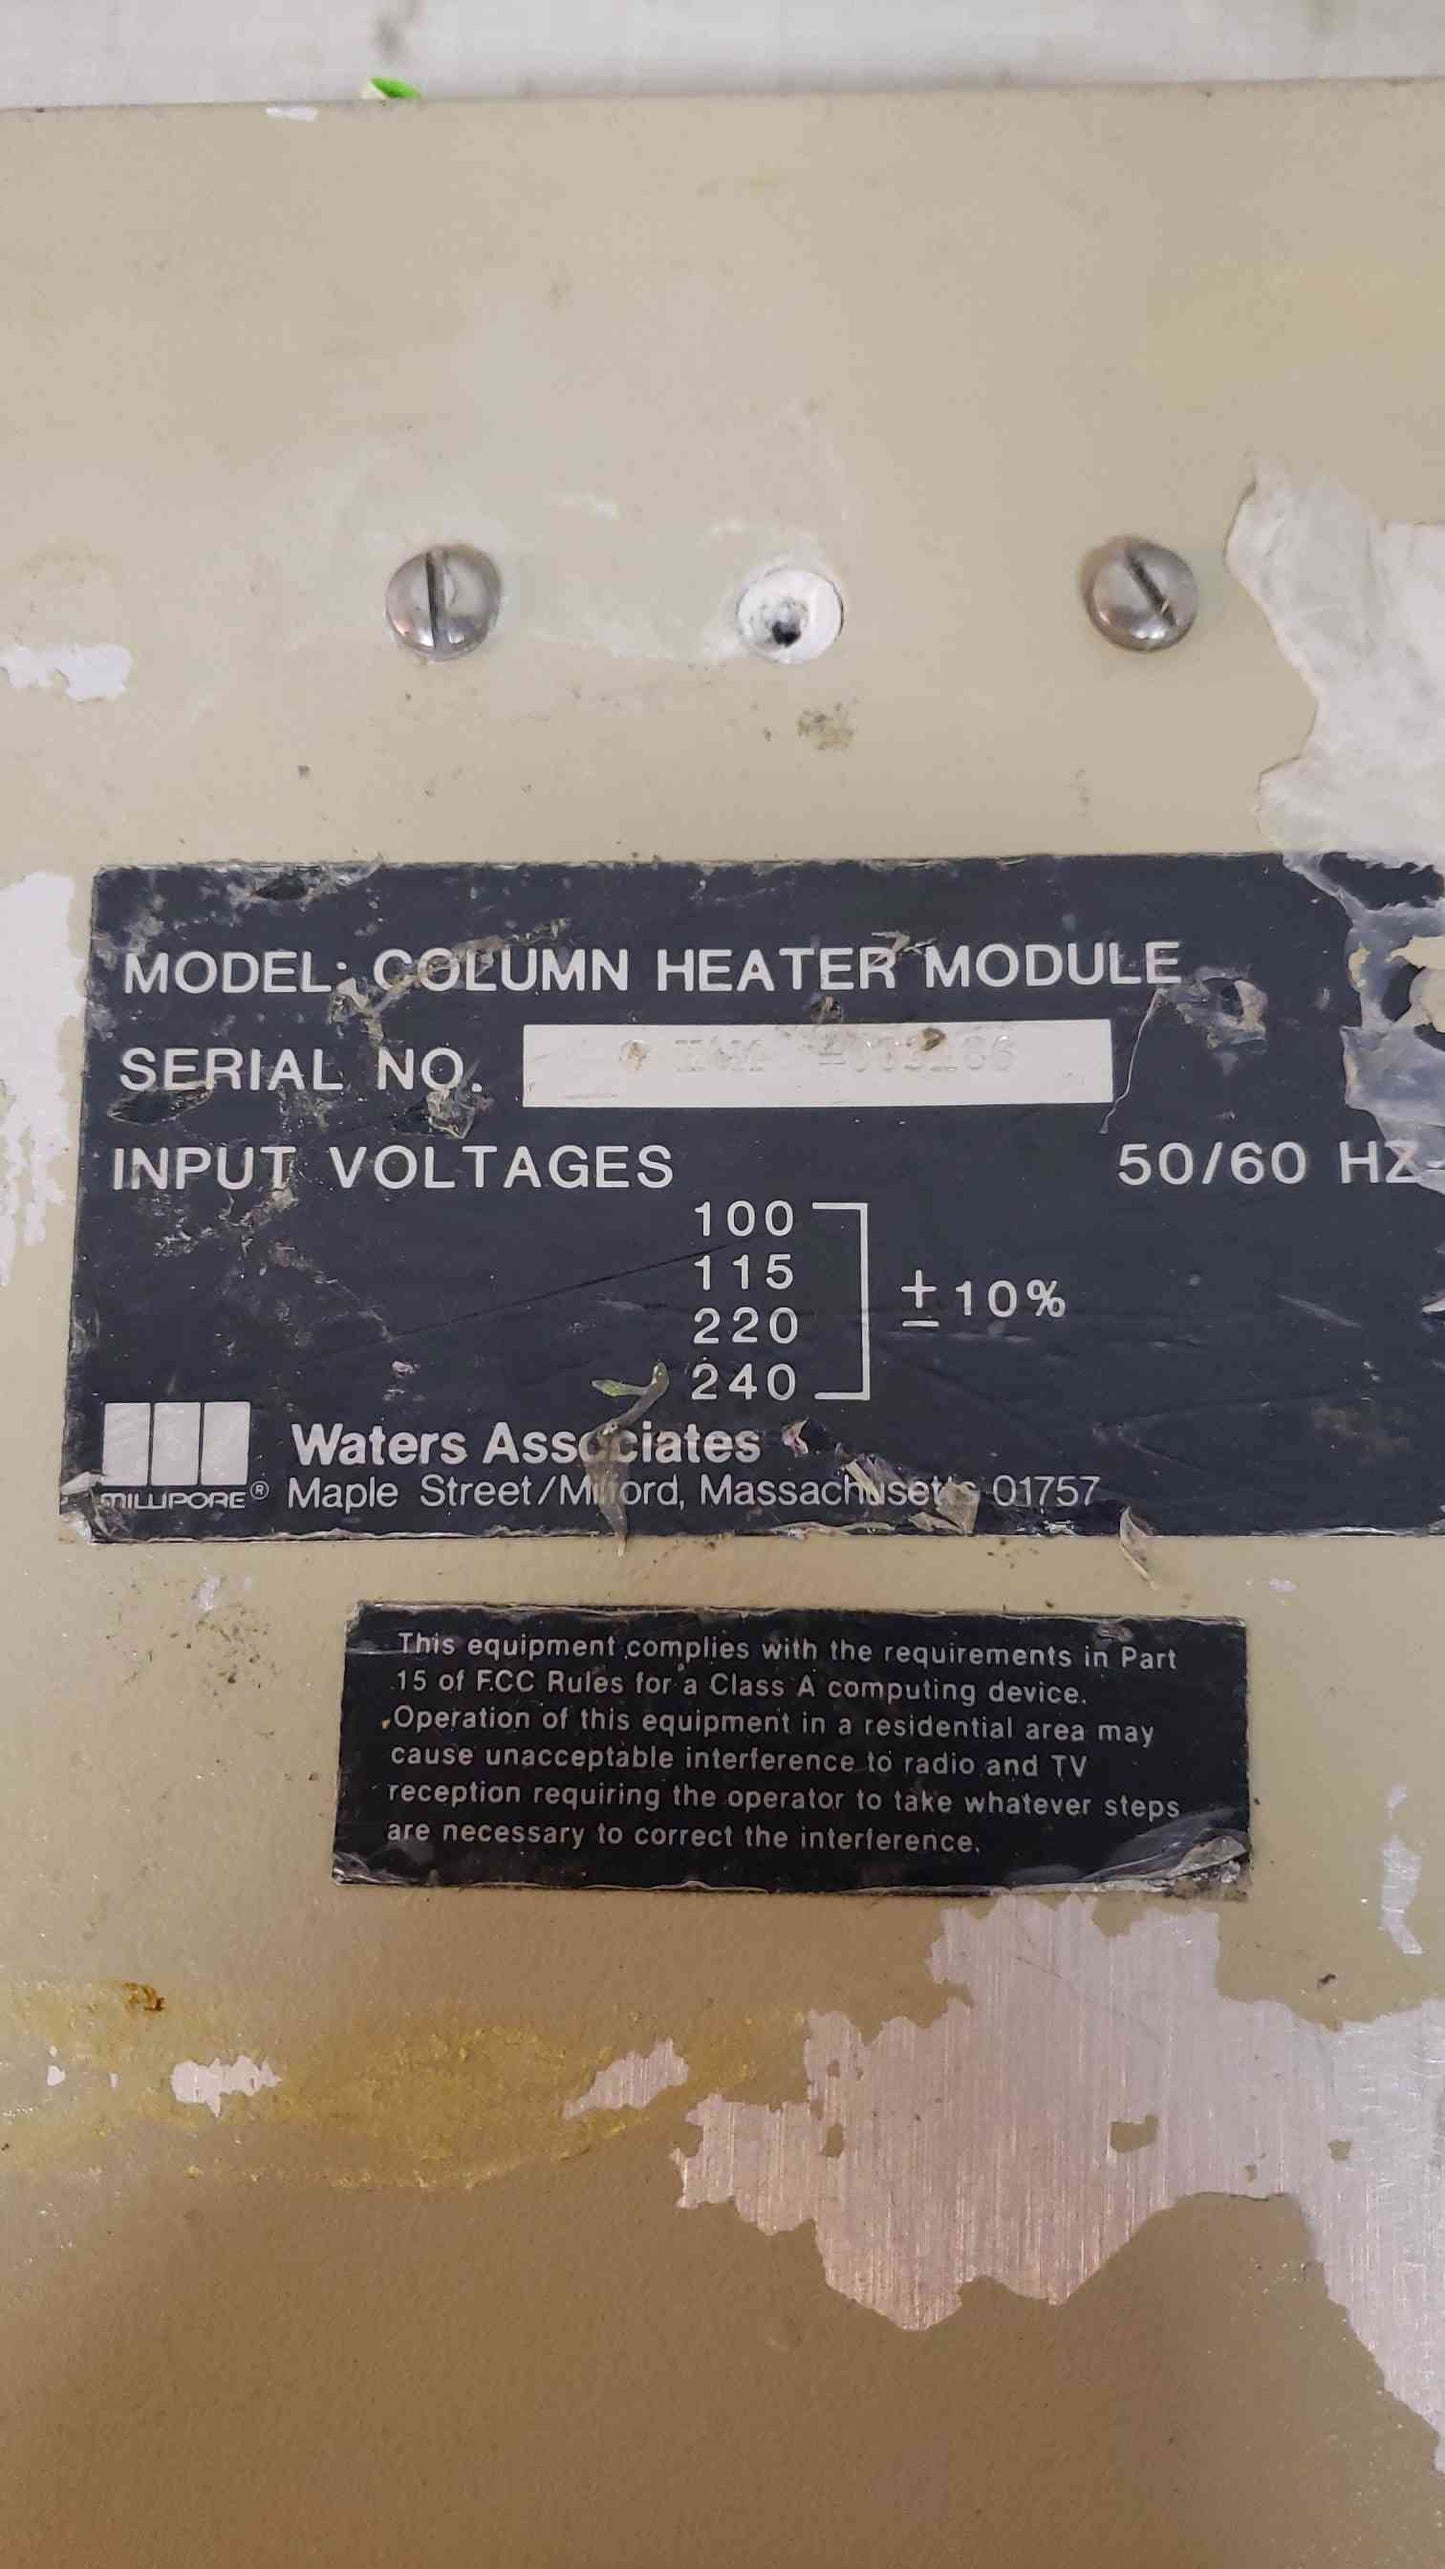 MODEL: COLUMN HEATER MODULE
SERIAL NO.
INPUT VOLTAGES 50/60 HZ
100
115
220
240
±10%
Waters Associates
MILLIPORE® Maple Street/Milford, Massachusetts 01757
This equipment complies with the requirements in Part
15 of FCC Rules for a Class A computing device.
Operation of this equipment in a residential area may
cause unacceptable interference to radio and TV
reception requiring the operator to take whatever steps
are necessary to correct the interference.